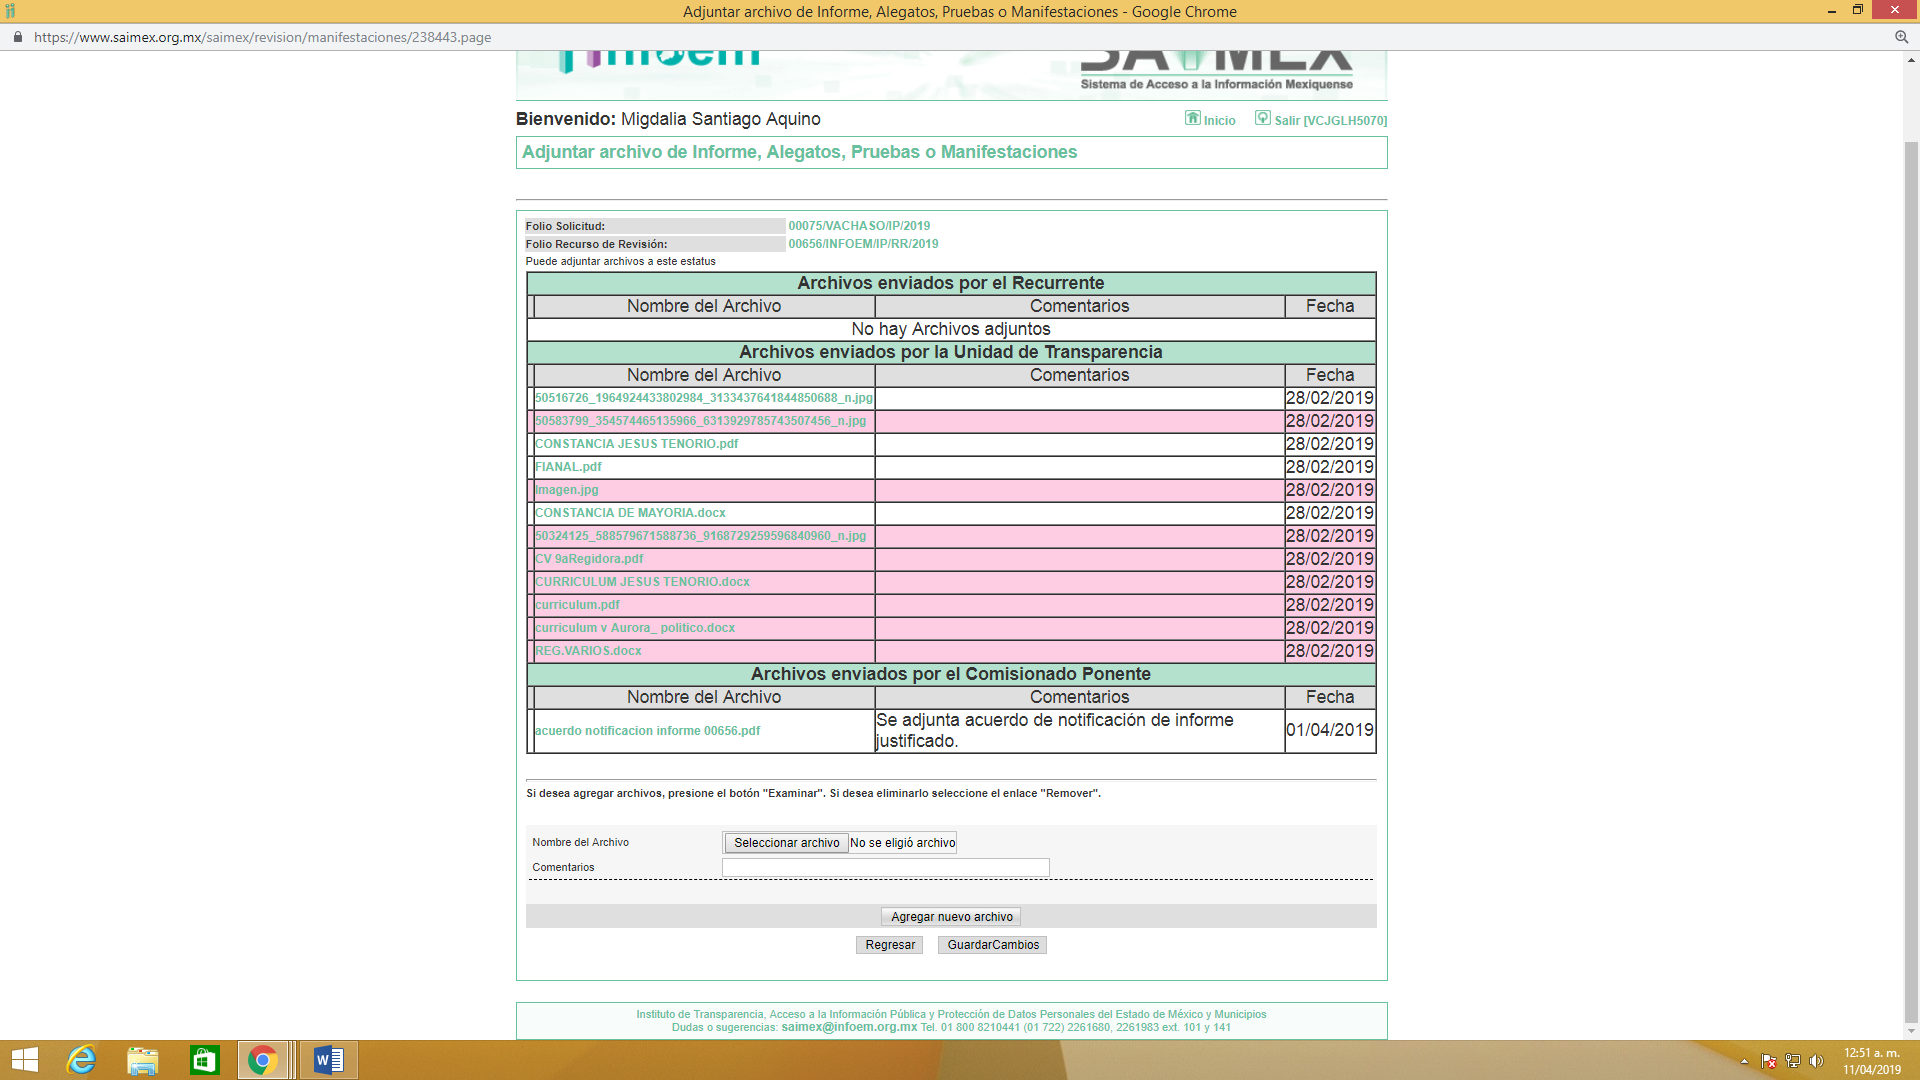 Adjuntar archivo de Informe, Alegatos, Pruebas o Manifestaciones - Google Chrome
https://www.saimex.org.mx/saimex/revision/manifestaciones/238443.page
infoem
SAIMEX
Sistema de Acceso a la Información Mexiquense
Bienvenido: Migdalia Santiago Aquino
Inicio
Salir [VCJGLH5070]
Adjuntar archivo de Informe, Alegatos, Pruebas o Manifestaciones
Folio Solicitud: 00075/VACHASO/IP/2019
Folio Recurso de Revisión: 00656/INFOEM/IP/RR/2019
Puede adjuntar archivos a este estatus
Archivos enviados por el Recurrente
Nombre del Archivo Comentarios Fecha
No hay Archivos adjuntos
Archivos enviados por la Unidad de Transparencia
Nombre del Archivo Comentarios Fecha
50516726_1964924433802984_3133437641844850688_n.jpg 28/02/2019
50583799_354574465135966_6313929785743507456_n.jpg 28/02/2019
CONSTANCIA JESUS TENORIO.pdf 28/02/2019
FIANAL.pdf 28/02/2019
Imagen.jpg 28/02/2019
CONSTANCIA DE MAYORIA.docx 28/02/2019
50324125_588579671588736_9168729259596840960_n.jpg 28/02/2019
CV 9aRegidora.pdf 28/02/2019
CURRICULUM JESUS TENORIO.docx 28/02/2019
curriculum.pdf 28/02/2019
curriculum v Aurora_ politico.docx 28/02/2019
REG.VARIOS.docx 28/02/2019
Archivos enviados por el Comisionado Ponente
Nombre del Archivo Comentarios Fecha
acuerdo notificacion informe 00656.pdf Se adjunta acuerdo de notificación de informe justificado. 01/04/2019
Si desea agregar archivos, presione el botón "Examinar". Si desea eliminarlo seleccione el enlace "Remover".
Nombre del Archivo Seleccionar archivo No se eligió archivo
Comentarios
Agregar nuevo archivo
Regresar GuardarCambios
Instituto de Transparencia, Acceso a la Información Pública y Protección de Datos Personales del Estado de México y Municipios
Dudas o sugerencias: saimex@infoem.org.mx Tel. 01 800 8210441 (01 722) 2261680, 2261983 ext. 101 y 141
12:51 a. m.
11/04/2019